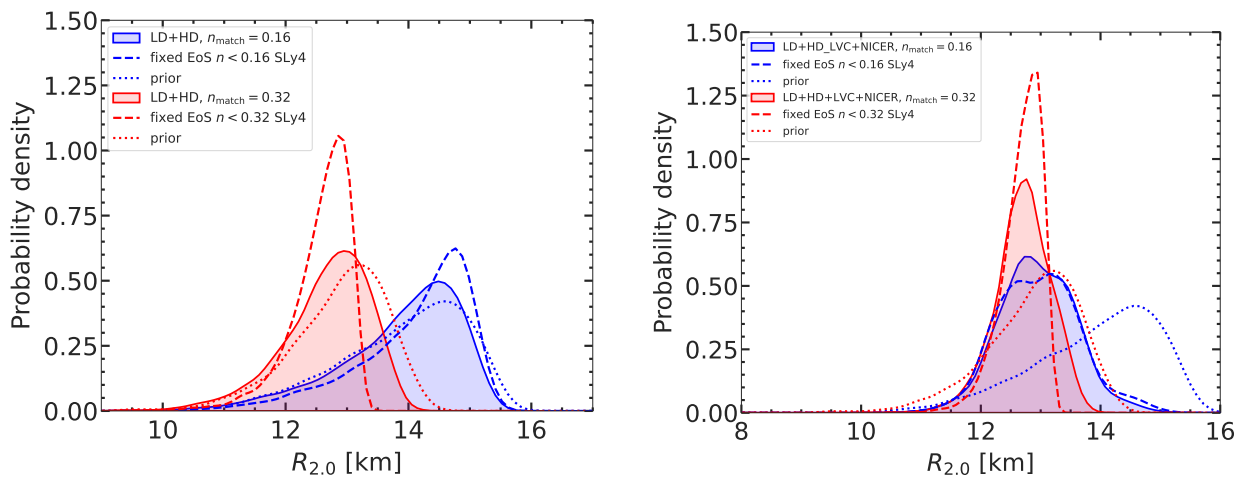 1.50
1.25
1.00
0.75
0.50
0.25
0.00
Probability density
LD+HD, n_match = 0.16
fixed EoS n < 0.16 SLy4
prior
LD+HD, n_match = 0.32
fixed EoS n < 0.32 SLy4
prior
10 12 14 16
R_2.0 [km]
1.50
1.25
1.00
0.75
0.50
0.25
0.00
Probability density
LD+HD_LVC+NICER, n_match = 0.16
fixed EoS n < 0.16 SLy4
prior
LD+HD+LVC+NICER, n_match = 0.32
fixed EoS n < 0.32 SLy4
prior
8 10 12 14 16
R_2.0 [km]